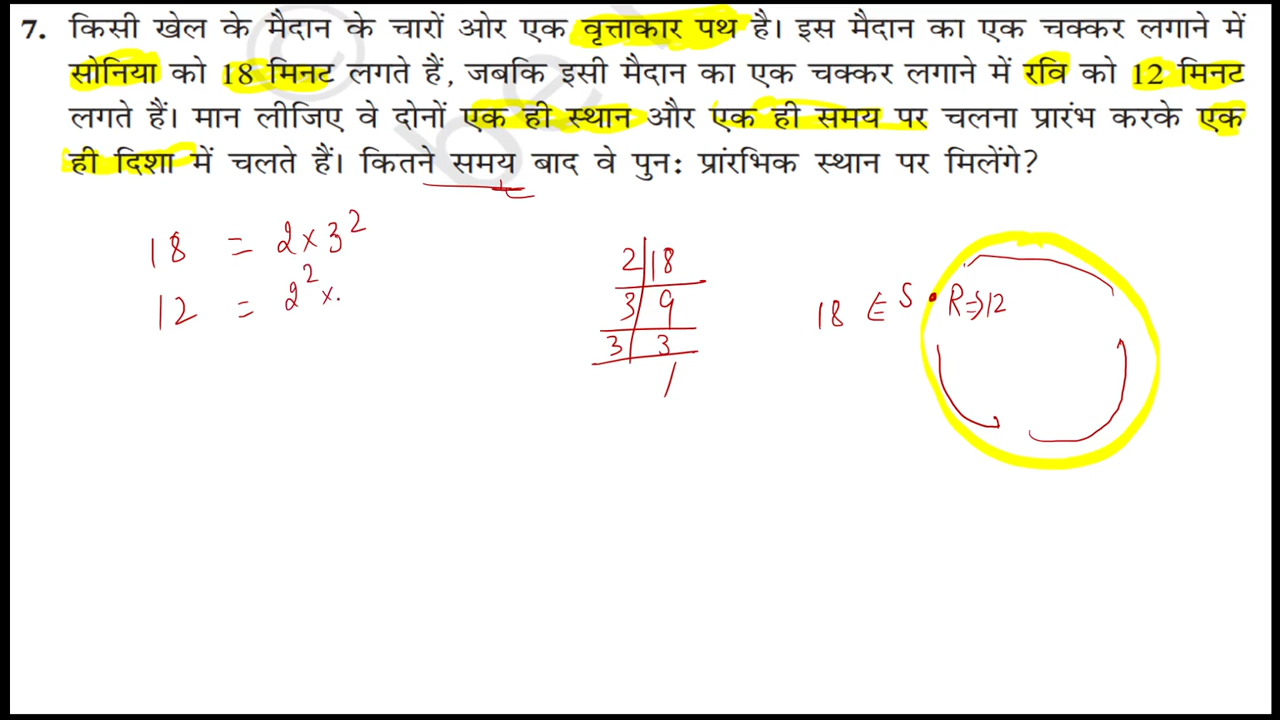 7. किसी खेल के मैदान के चारों ओर एक वृत्ताकार पथ है। इस मैदान का एक चक्कर लगाने में
सोनिया को 18 मिनट लगते हैं, जबकि इसी मैदान का एक चक्कर लगाने में रवि को 12 मिनट
लगते हैं। मान लीजिए वे दोनों एक ही स्थान और एक ही समय पर चलना प्रारंभ करके एक
ही दिशा में चलते हैं। कितने समय बाद वे पुन: प्रांरभिक स्थान पर मिलेंगे?
18 = 2 × 3²
12 = 2² ×
2 | 18
3 | 9
3 | 3
1
18 ⋲ S • R ⇒ 12